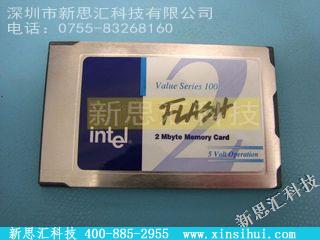 深圳市新思汇科技有限公司
电话：0755-83268160
Value Series 100
2
新思汇科技
FLASH
intel
2 Mbyte Memory Card
5 Volt Operation
新思汇科技
新思汇科技 400-885-2955 www.xinsihui.com